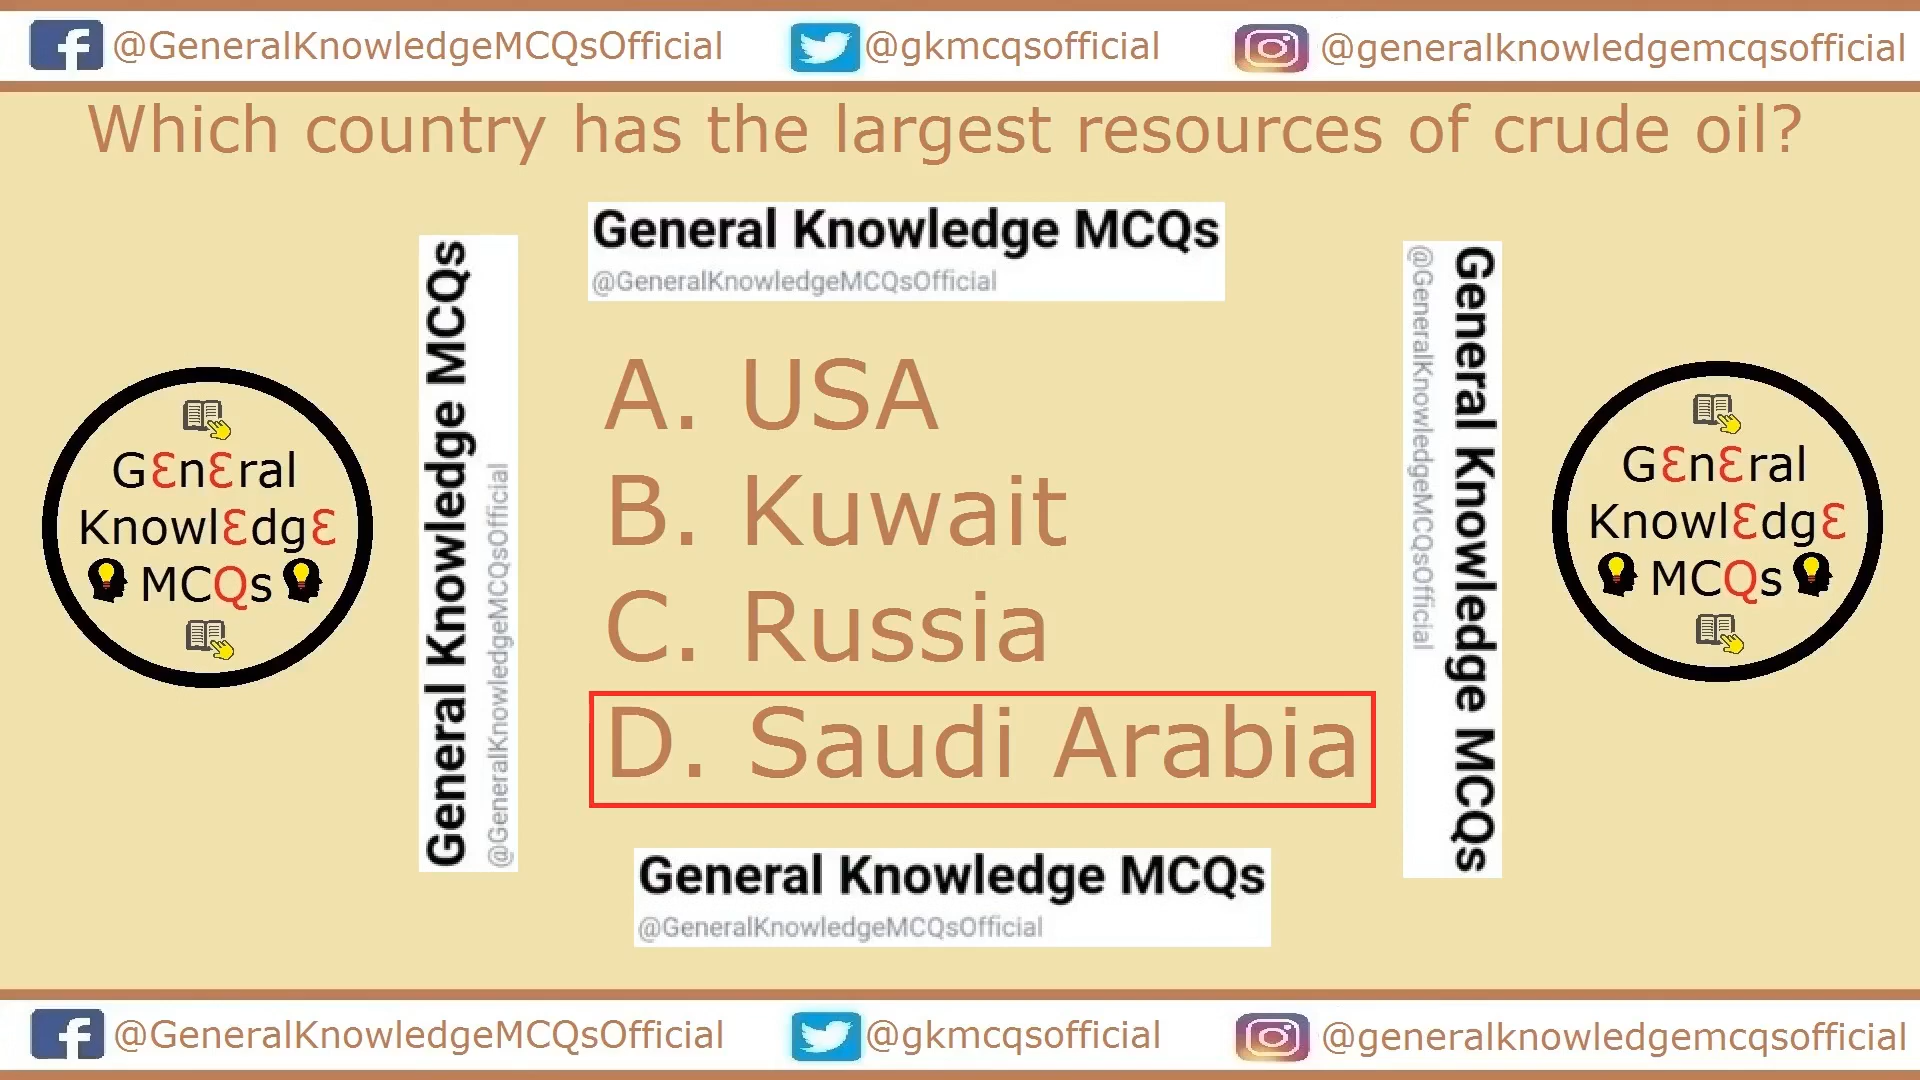 @GeneralKnowledgeMCQsOfficial @gkmcqsofficial @generalknowledgemcqsofficial
Which country has the largest resources of crude oil?
General Knowledge MCQs
@GeneralKnowledgeMCQsOfficial
GƐnƐral
KnowlƐdgƐ
MCQs
General Knowledge MCQs
@GeneralKnowledgeMCQsOfficial
A. USA
B. Kuwait
C. Russia
D. Saudi Arabia
General Knowledge MCQs
@GeneralKnowledgeMCQsOfficial
GƐnƐral
KnowlƐdgƐ
MCQs
General Knowledge MCQs
@GeneralKnowledgeMCQsOfficial
@GeneralKnowledgeMCQsOfficial @gkmcqsofficial @generalknowledgemcqsofficial